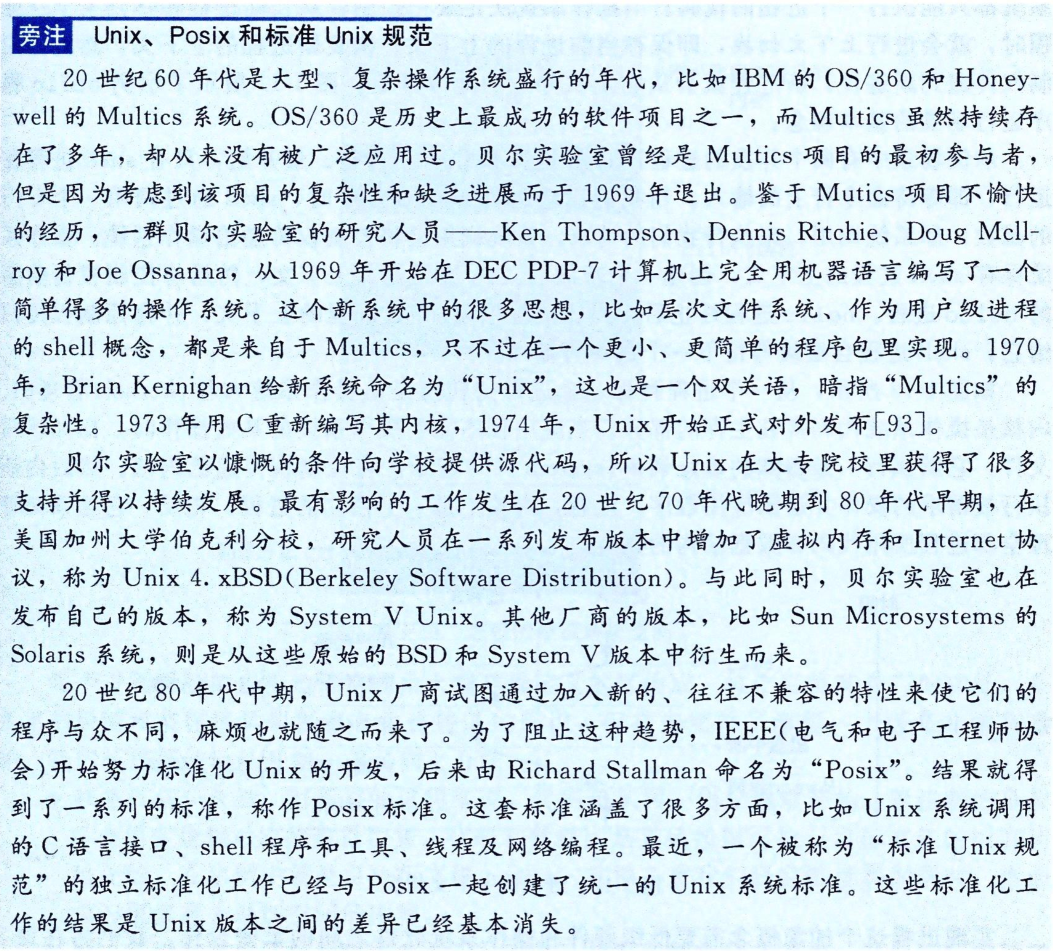 旁注 Unix、Posix 和标准 Unix 规范
20 世纪 60 年代是大型、复杂操作系统盛行的年代，比如 IBM 的 OS/360 和 Honey-
well 的 Multics 系统。OS/360 是历史上最成功的软件项目之一，而 Multics 虽然持续存
在了多年，却从来没有被广泛应用过。贝尔实验室曾经是 Multics 项目的最初参与者，
但是因为考虑到该项目的复杂性和缺乏进展而于 1969 年退出。鉴于 Mutics 项目不愉快
的经历，一群贝尔实验室的研究人员——Ken Thompson、Dennis Ritchie、Doug McIl-
roy 和 Joe Ossanna，从 1969 年开始在 DEC PDP-7 计算机上完全用机器语言编写了一个
简单得多的操作系统。这个新系统中的很多思想，比如层次文件系统、作为用户级进程
的 shell 概念，都是来自于 Multics，只不过在一个更小、更简单的程序包里实现。1970
年，Brian Kernighan 给新系统命名为“Unix”，这也是一个双关语，暗指“Multics”的
复杂性。1973 年用 C 重新编写其内核，1974 年，Unix 开始正式对外发布[93]。
贝尔实验室以慷慨的条件向学校提供源代码，所以 Unix 在大专院校里获得了很多
支持并得以持续发展。最有影响的工作发生在 20 世纪 70 年代晚期到 80 年代早期，在
美国加州大学伯克利分校，研究人员在一系列发布版本中增加了虚拟内存和 Internet 协
议，称为 Unix 4. xBSD(Berkeley Software Distribution)。与此同时，贝尔实验室也在
发布自己的版本，称为 System V Unix。其他厂商的版本，比如 Sun Microsystems 的
Solaris 系统，则是从这些原始的 BSD 和 System V 版本中衍生而来。
20 世纪 80 年代中期，Unix 厂商试图通过加入新的、往往不兼容的特性来使它们的
程序与众不同，麻烦也就随之而来了。为了阻止这种趋势，IEEE(电气和电子工程师协
会)开始努力标准化 Unix 的开发，后来由 Richard Stallman 命名为“Posix”。结果就得
到了一系列的标准，称作 Posix 标准。这套标准涵盖了很多方面，比如 Unix 系统调用
的 C 语言接口、shell 程序和工具、线程及网络编程。最近，一个被称为“标准 Unix 规
范”的独立标准化工作已经与 Posix 一起创建了统一的 Unix 系统标准。这些标准化工
作的结果是 Unix 版本之间的差异已经基本消失。